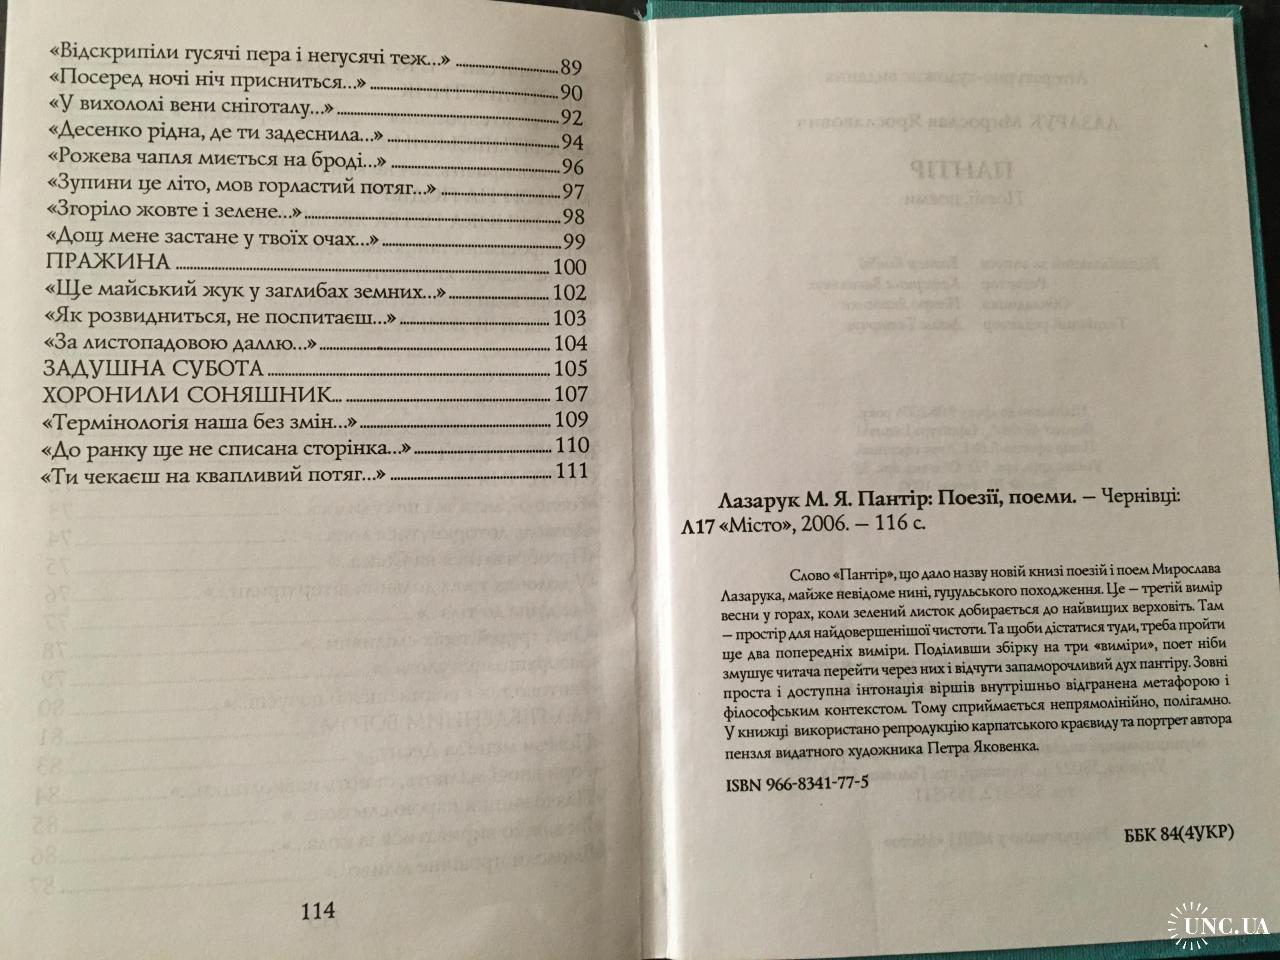 «Відскрипіли гусячі пера і негусячі теж...» ........ 89
«Посеред ночі ніч присниться...» ........ 90
«У вихололі вени сніготалу...» ........ 92
«Десенко рідна, де ти задеснила...» ........ 94
«Рожева чапля миється на броді...» ........ 96
«Зупини це літо, мов горластий потяг...» ........ 97
«Згоріло жовте і зелене...» ........ 98
«Дощ мене застане у твоїх очах...» ........ 99
ПРАЖИНА ........ 100
«Ще майський жук у заглибах земних...» ........ 102
«Як розвидниться, не поспитаєш...» ........ 103
«За листопадовою даллю...» ........ 104
ЗАДУШНА СУБОТА ........ 105
ХОРОНИЛИ СОНЯШНИК... ........ 107
«Термінологія наша без змін...» ........ 109
«До ранку ще не списана сторінка...» ........ 110
«Ти чекаєш на квапливий потяг...» ........ 111
114
Лазарук М. Я. Пантір: Поезії, поеми. – Чернівці:
Л17 «Місто», 2006. – 116 с.
Слово «Пантір», що дало назву новій книзі поезій і поем Мирослава
Лазарука, майже невідоме нині, гуцульського походження. Це – третій вимір
весни у горах, коли зелений листок добирається до найвищих верховіть. Там
– простір для найдовершенішої чистоти. Та щоби дістатися туди, треба пройти
ще два попередніх виміри. Поділивши збірку на три «виміри», поет ніби
змушує читача перейти через них і відчути запаморочливий дух пантіру. Зовні
проста і доступна інтонація віршів внутрішньо відгранена метафорою і
філософським контекстом. Тому сприймається непрямолінійно, полігамно.
У книжці використано репродукцію карпатського краєвиду та портрет автора
пензля видатного художника Петра Яковенка.
ISBN 966-8341-77-5
ББК 84(4УКР)
UNC.UA